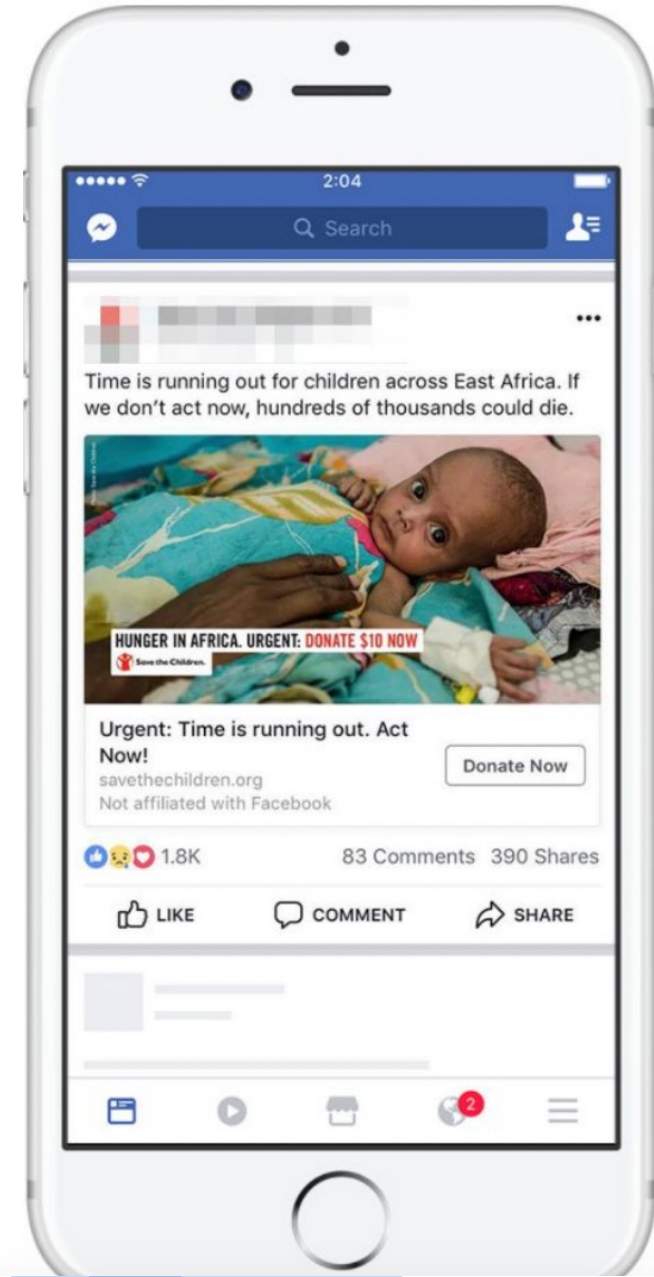 2:04
Search
Time is running out for children across East Africa. If
we don't act now, hundreds of thousands could die.
HUNGER IN AFRICA. URGENT: DONATE $10 NOW
Save the Children.
Urgent: Time is running out. Act
Now!
savethechildren.org
Not affiliated with Facebook
Donate Now
1.8K
83 Comments 390 Shares
LIKE COMMENT SHARE
2